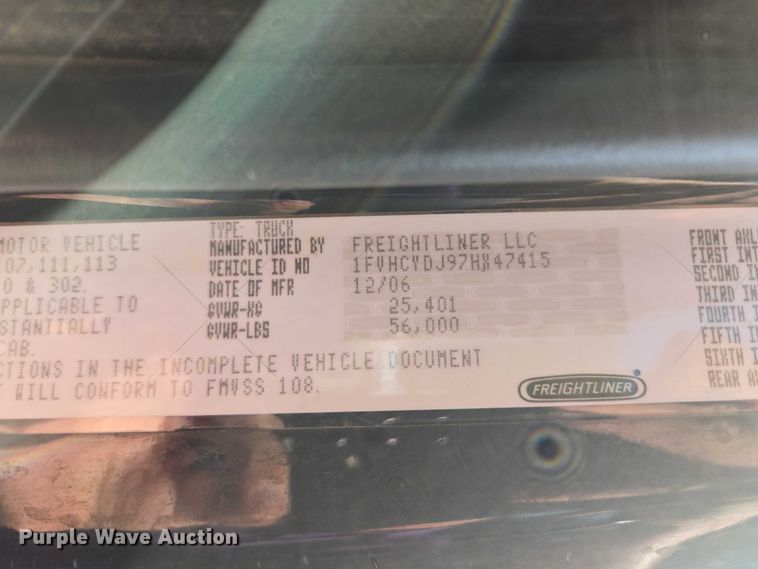 MOTOR VEHICLE
07,111,113
0 & 302.
APPLICABLE TO
STANTIALLY
CAB.
CTIONS IN THE INCOMPLETE VEHICLE DOCUMENT
WILL CONFORM TO FMVSS 108.
TYPE: TRUCK
MANUFACTURED BY FREIGHTLINER LLC
VEHICLE ID NO 1FVHCYDJ97HX47415
DATE OF MFR 12/06
GVWR-KG 25,401
GVWR-LBS 56,000
FREIGHTLINER
FRONT AXL
FIRST INT
SECOND IN
THIRD IN
FOURTH I
FIFTH IN
SIXTH I
REAR AX
Purple Wave Auction